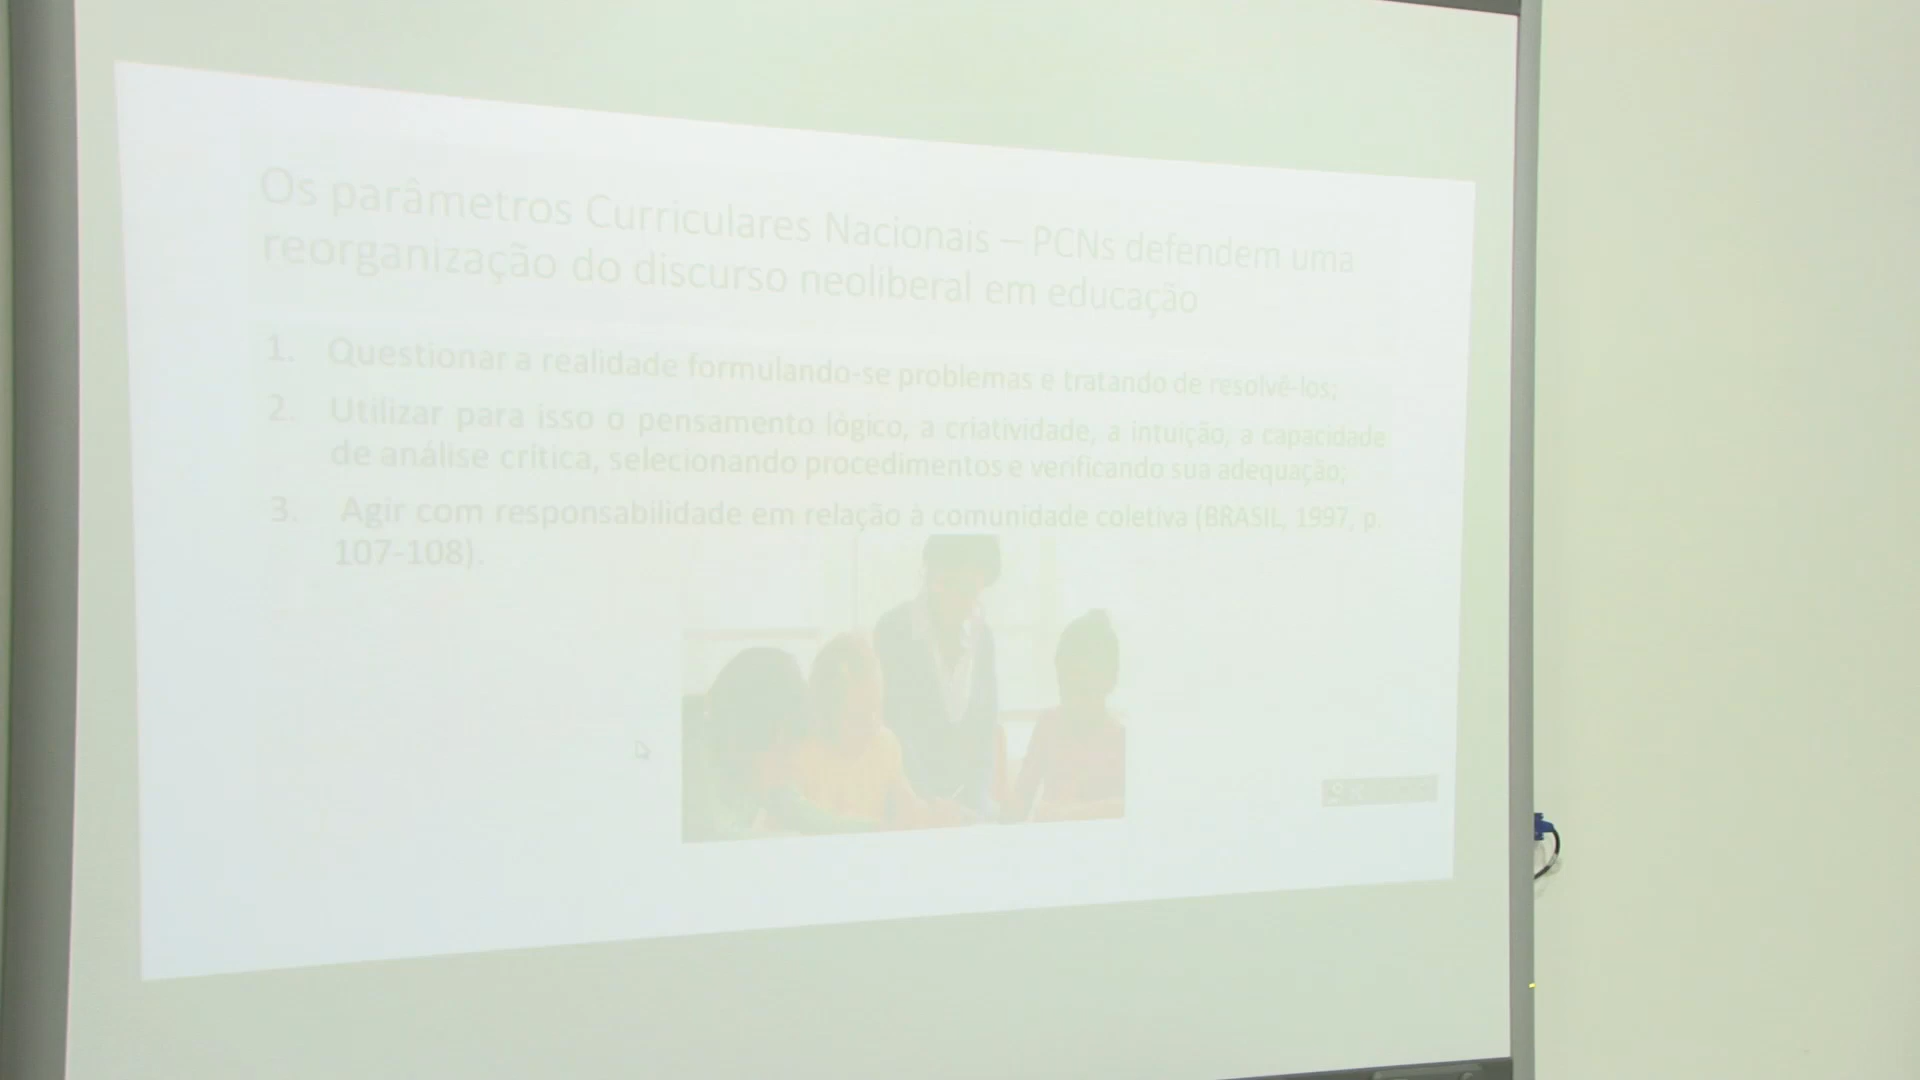 Os parâmetros Curriculares Nacionais – PCNs defendem uma
reorganização do discurso neoliberal em educação
1. Questionar a realidade formulando-se problemas e tratando de resolvê-los;
2. Utilizar para isso o pensamento lógico, a criatividade, a intuição, a capacidade
de análise crítica, selecionando procedimentos e verificando sua adequação;
3. Agir com responsabilidade em relação à comunidade coletiva (BRASIL, 1997, p.
107-108).